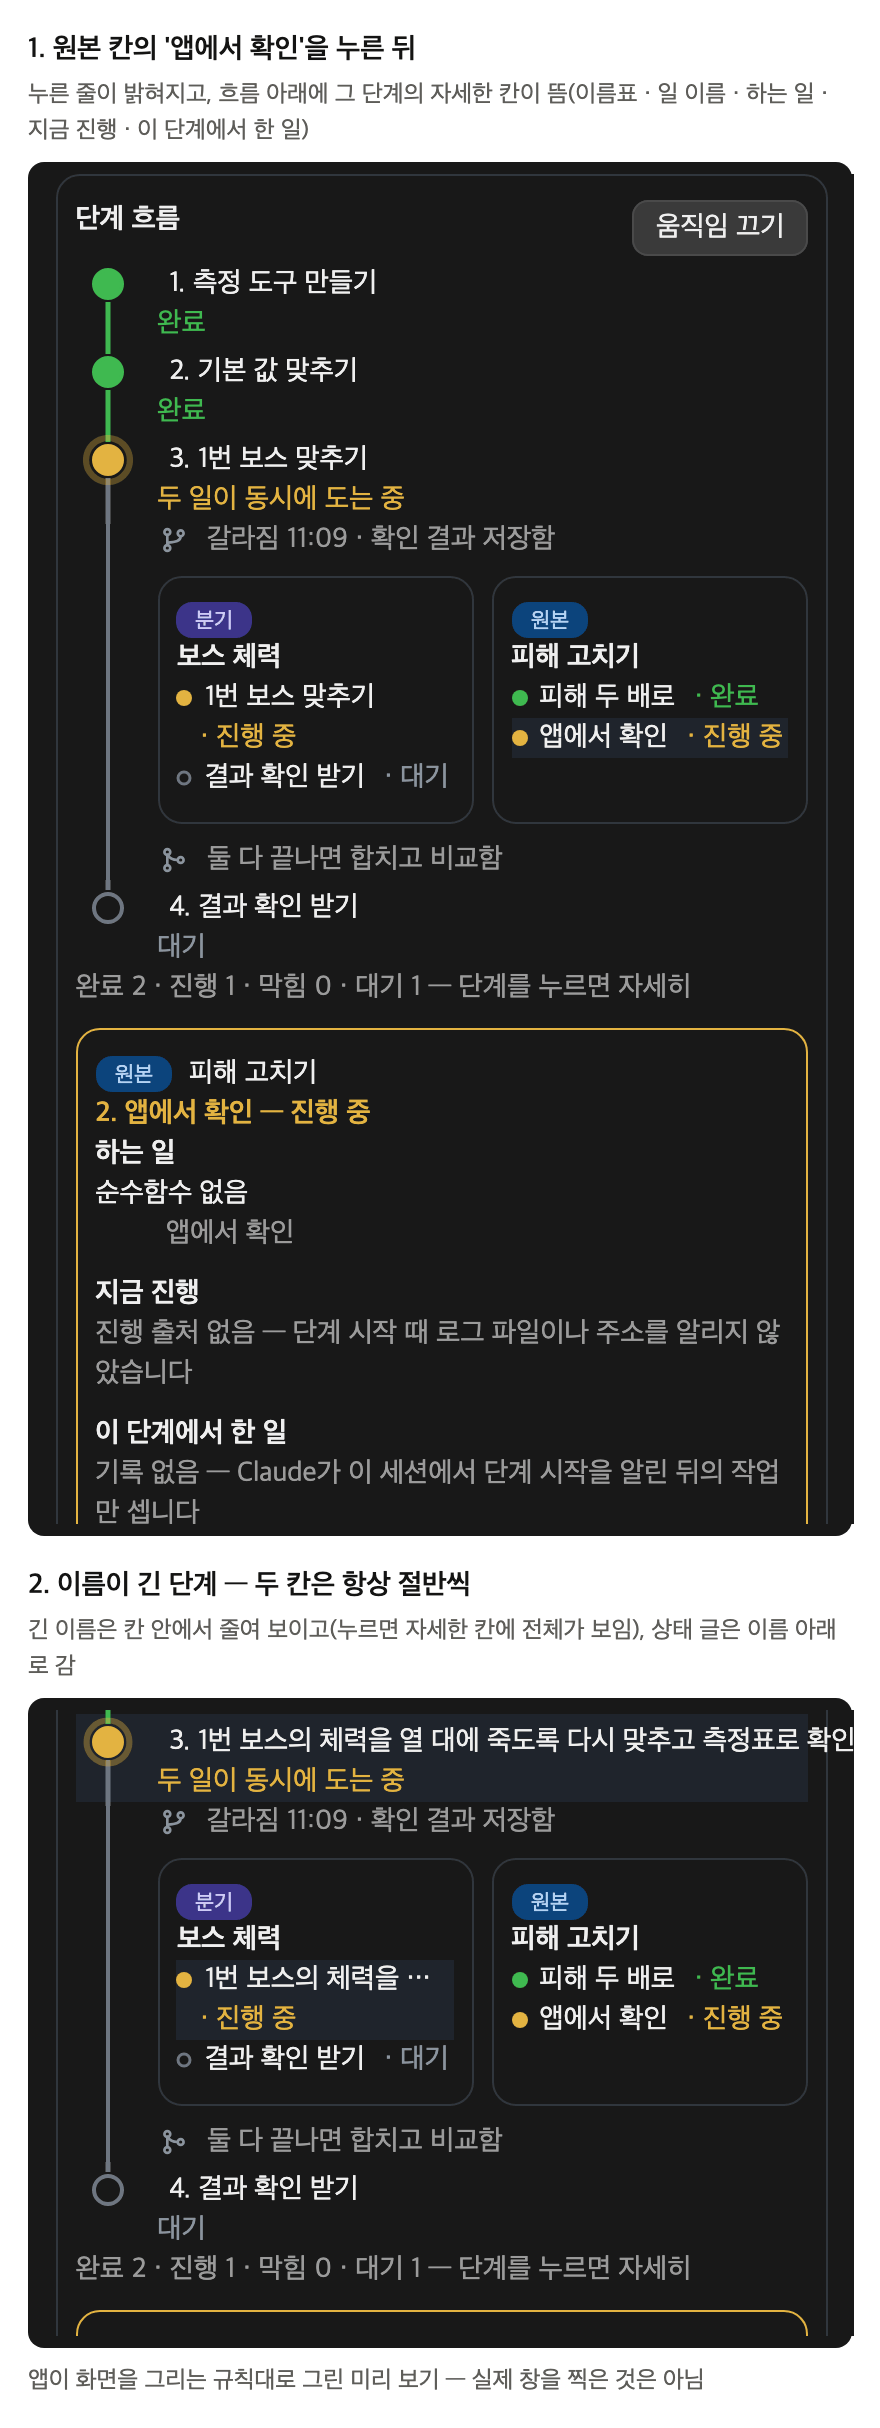 1. 원본 칸의 '앱에서 확인'을 누른 뒤
누른 줄이 밝혀지고, 흐름 아래에 그 단계의 자세한 칸이 뜸(이름표 · 일 이름 · 하는 일 ·
지금 진행 · 이 단계에서 한 일)
단계 흐름
움직임 끄기
1. 측정 도구 만들기
완료
2. 기본 값 맞추기
완료
3. 1번 보스 맞추기
두 일이 동시에 도는 중
갈라짐 11:09 · 확인 결과 저장함
분기
보스 체력
1번 보스 맞추기
· 진행 중
결과 확인 받기 · 대기
원본
피해 고치기
피해 두 배로 · 완료
앱에서 확인 · 진행 중
둘 다 끝나면 합치고 비교함
4. 결과 확인 받기
대기
완료 2 · 진행 1 · 막힘 0 · 대기 1 — 단계를 누르면 자세히
원본 피해 고치기
2. 앱에서 확인 — 진행 중
하는 일
순수함수 없음
앱에서 확인
지금 진행
진행 출처 없음 — 단계 시작 때 로그 파일이나 주소를 알리지 않
았습니다
이 단계에서 한 일
기록 없음 — Claude가 이 세션에서 단계 시작을 알린 뒤의 작업
만 셉니다
2. 이름이 긴 단계 — 두 칸은 항상 절반씩
긴 이름은 칸 안에서 줄여 보이고(누르면 자세한 칸에 전체가 보임), 상태 글은 이름 아래
로 감
3. 1번 보스의 체력을 열 대에 죽도록 다시 맞추고 측정표로 확인
두 일이 동시에 도는 중
갈라짐 11:09 · 확인 결과 저장함
분기
보스 체력
1번 보스의 체력을 ···
· 진행 중
결과 확인 받기 · 대기
원본
피해 고치기
피해 두 배로 · 완료
앱에서 확인 · 진행 중
둘 다 끝나면 합치고 비교함
4. 결과 확인 받기
대기
완료 2 · 진행 1 · 막힘 0 · 대기 1 — 단계를 누르면 자세히
앱이 화면을 그리는 규칙대로 그린 미리 보기 — 실제 창을 찍은 것은 아님